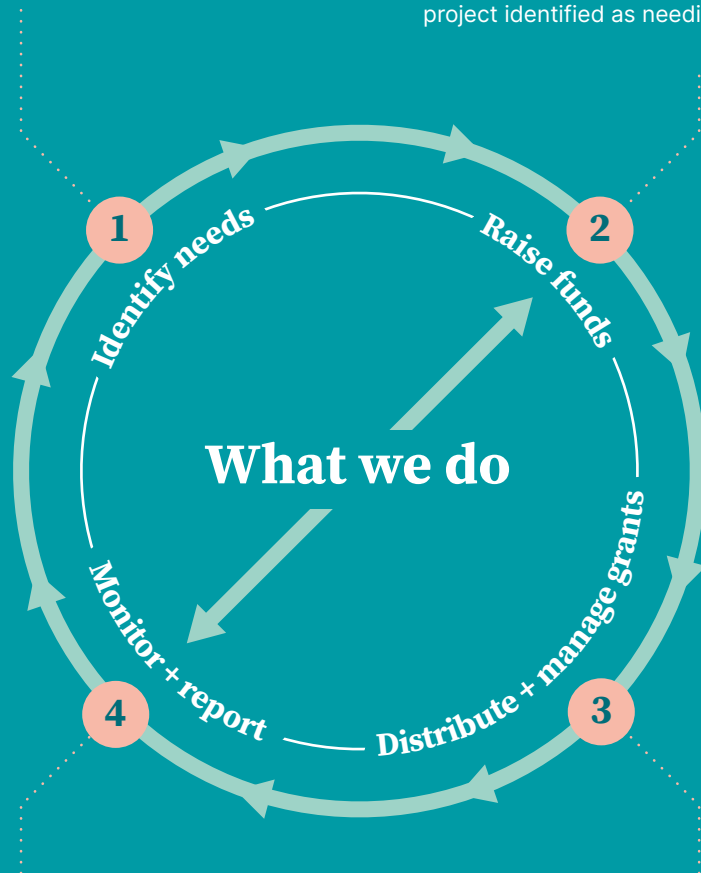 project identified as needi
1
Identify needs
2
Raise funds
What we do
3
Distribute + manage grants
4
Monitor + report